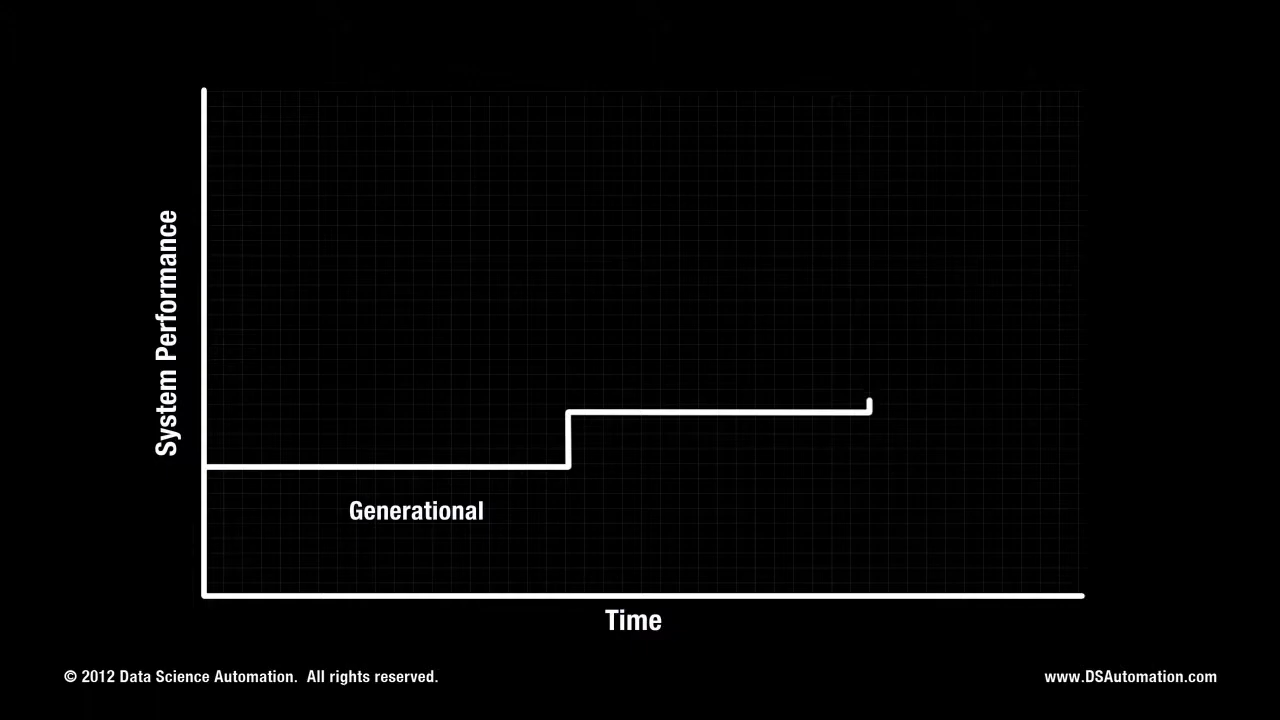 System Performance
Generational
Time
© 2012 Data Science Automation.  All rights reserved.
www.DSAutomation.com